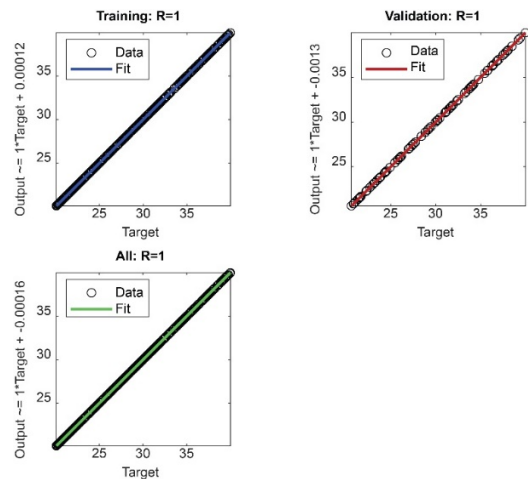 Training: R=1
Output ~= 1*Target + 0.00012
35
30
25
Data
Fit
25
30
35
Target
Validation: R=1
Output ~= 1*Target + -0.0013
35
30
25
Data
Fit
25
30
35
40
Target
All: R=1
Output ~= 1*Target + -0.00016
35
30
25
Data
Fit
25
30
35
Target